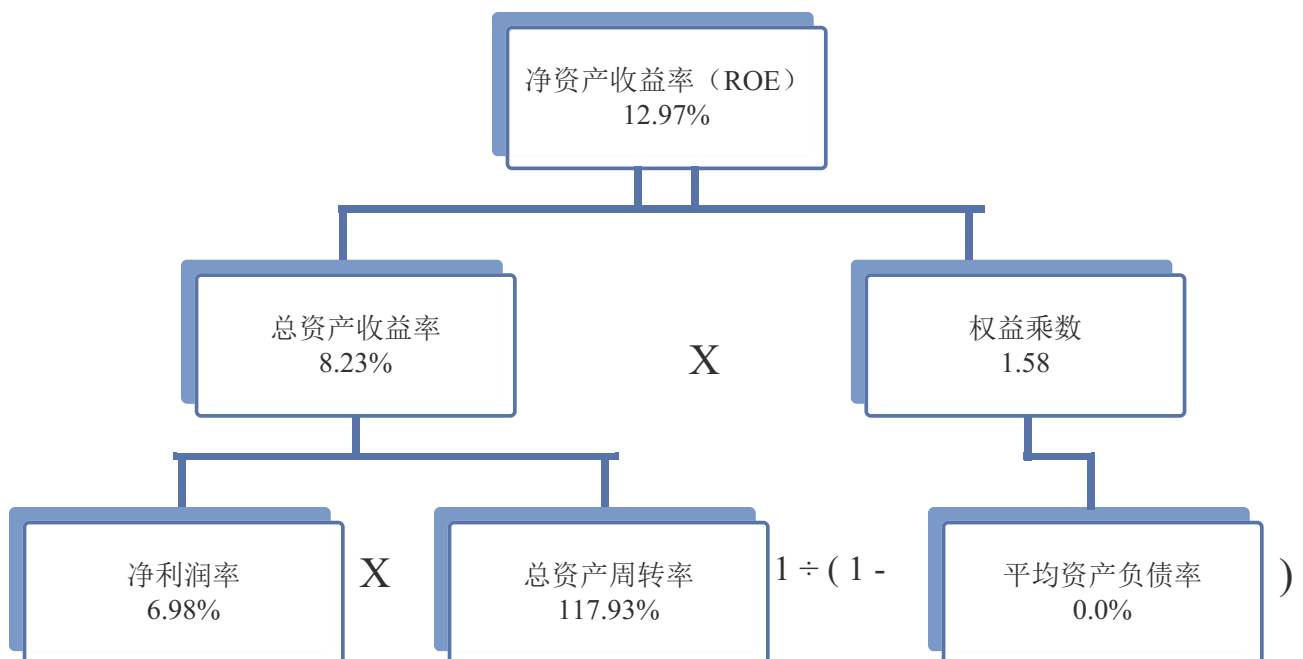 净资产收益率（ROE）
12.97%
总资产收益率
8.23%
X
权益乘数
1.58
净利润率
6.98%
X
总资产周转率
117.93%
1 ÷ ( 1 -
平均资产负债率
0.0%
)